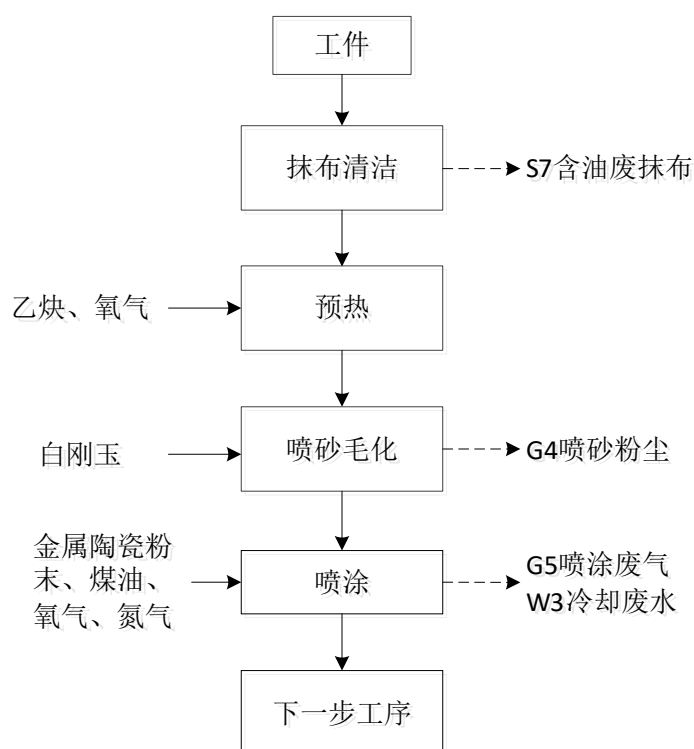 工件
抹布清洁
S7含油废抹布
乙炔、氧气
预热
白刚玉
喷砂毛化
G4喷砂粉尘
金属陶瓷粉
末、煤油、
氧气、氮气
喷涂
G5喷涂废气
W3冷却废水
下一步工序